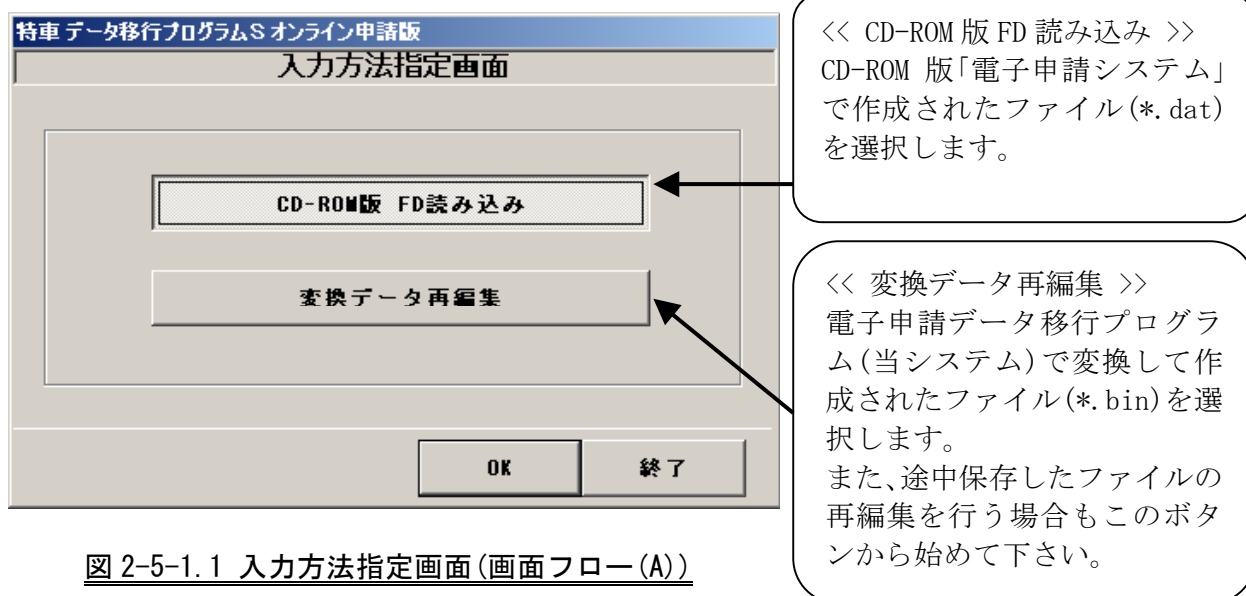 特車 データ移行プログラムS オンライン申請版
入力方法指定画面
CD-ROM版 FD読み込み
変換データ再編集
OK
終了
<< CD-ROM 版 FD 読み込み >>
CD-ROM 版「電子申請システム」
で作成されたファイル(*.dat)
を選択します。
<< 変換データ再編集 >>
電子申請データ移行プログラ
ム(当システム)で変換して作
成されたファイル(*.bin)を選
択します。
また、途中保存したファイルの
再編集を行う場合もこのボタ
ンから始めて下さい。
図 2-5-1.1 入力方法指定画面(画面フロー(A))